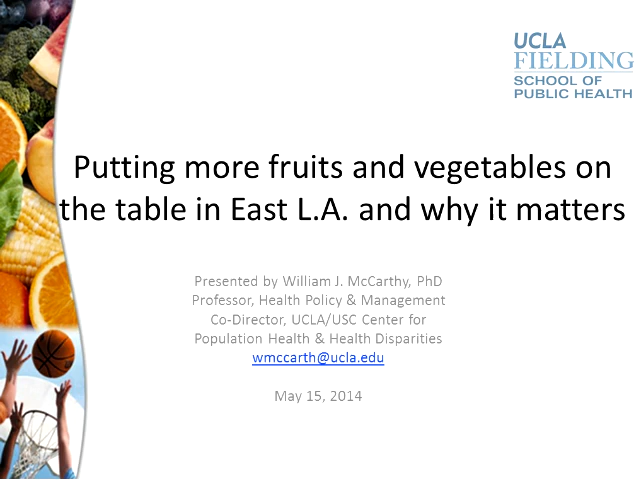 UCLA
FIELDING
SCHOOL OF
PUBLIC HEALTH
Putting more fruits and vegetables on
the table in East L.A. and why it matters
Presented by William J. McCarthy, PhD
Professor, Health Policy & Management
Co-Director, UCLA/USC Center for
Population Health & Health Disparities
wmccarth@ucla.edu
May 15, 2014